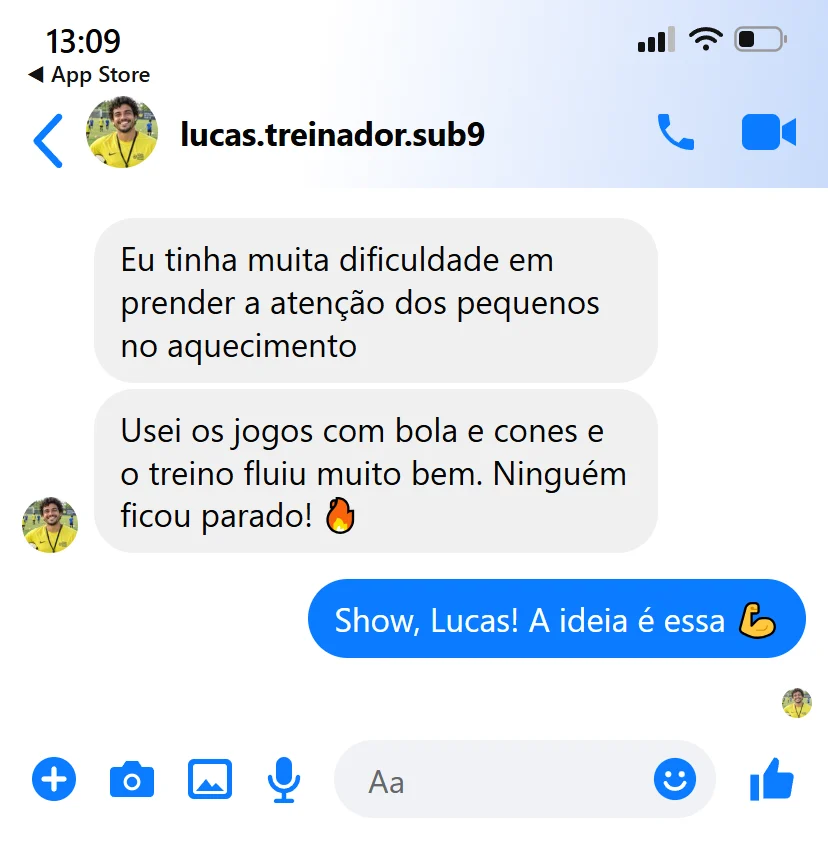 13:09
◀ App Store
lucas.treinador.sub9
Eu tinha muita dificuldade em
prender a atenção dos pequenos
no aquecimento
Usei os jogos com bola e cones e
o treino fluiu muito bem. Ninguém
ficou parado! 🔥
Show, Lucas! A ideia é essa 💪
Aa